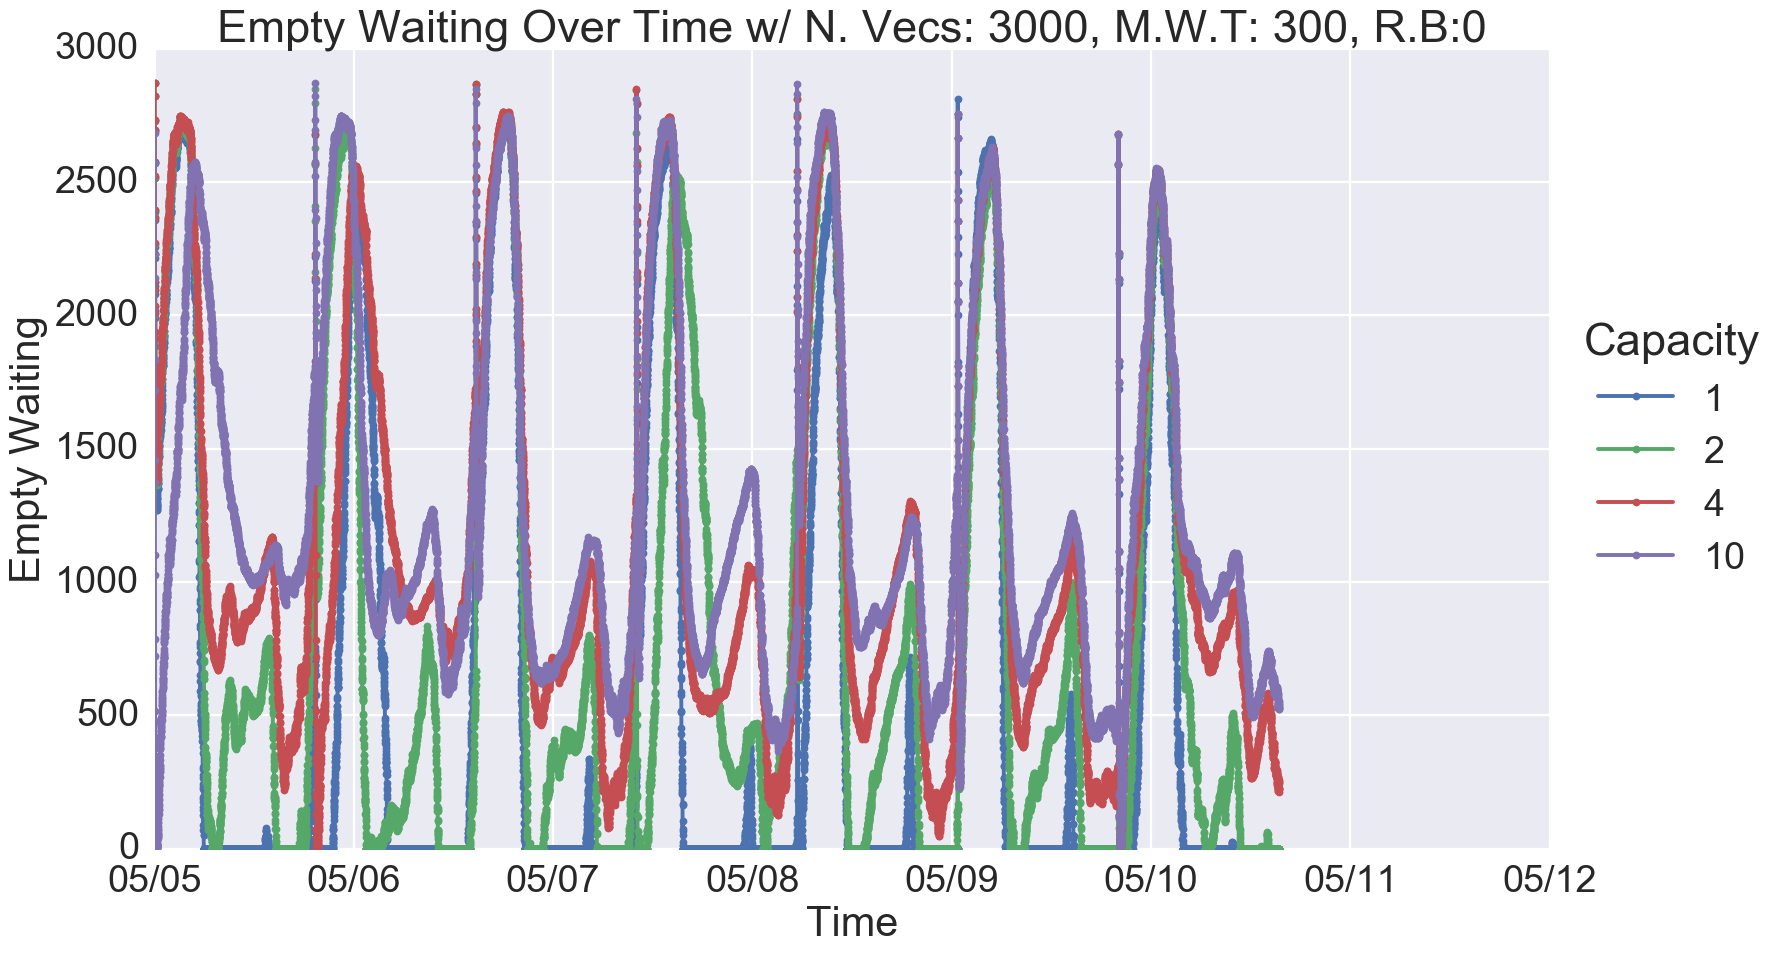 Empty Waiting Over Time w/ N. Vecs: 3000, M.W.T: 300, R.B:0
3000
2500
2000
1500
1000
500
0
Empty Waiting
05/05 05/06 05/07 05/08 05/09 05/10 05/11 05/12
Time
Capacity
1
2
4
10